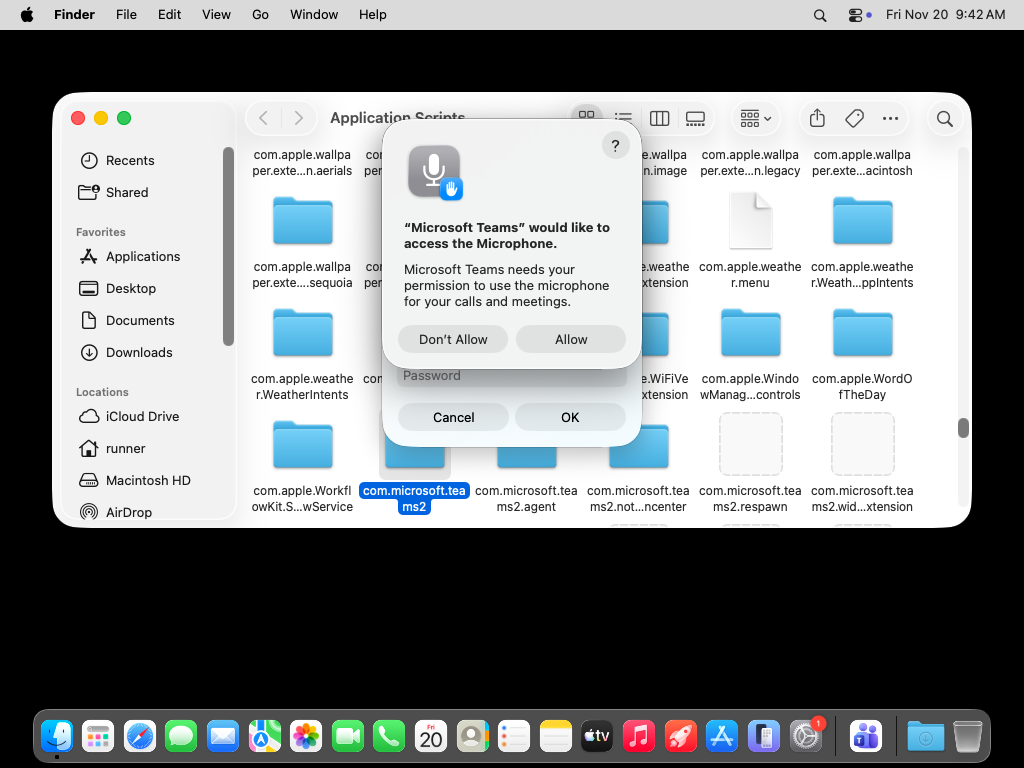 Finder File Edit View Go Window Help Fri Nov 20 9:42 AM
Application Scripts
Recents
Shared
Favorites
Applications
Desktop
Documents
Downloads
Locations
iCloud Drive
runner
Macintosh HD
AirDrop
com.apple.wallpa
per.exte...n.aerials
com.apple.wallpa
per.exte...n.legacy
com.apple.wallpa
per.exte...acintosh
com.apple.wallpa
per.exte...sequoia
com.apple.weathe
r.menu
com.apple.weathe
r.Weath...ppIntents
com.apple.weathe
r.WeatherIntents
com.apple.Windo
wManag...controls
com.apple.WordO
fTheDay
com.apple.Workfl
owKit.S...wService
com.microsoft.tea
ms2
com.microsoft.tea
ms2.agent
com.microsoft.tea
ms2.not...ncenter
com.microsoft.tea
ms2.respawn
com.microsoft.tea
ms2.wid...xtension
?
“Microsoft Teams” would like to
access the Microphone.
Microsoft Teams needs your
permission to use the microphone
for your calls and meetings.
Don’t Allow Allow
Password
Cancel OK
Fri
20
tv
1